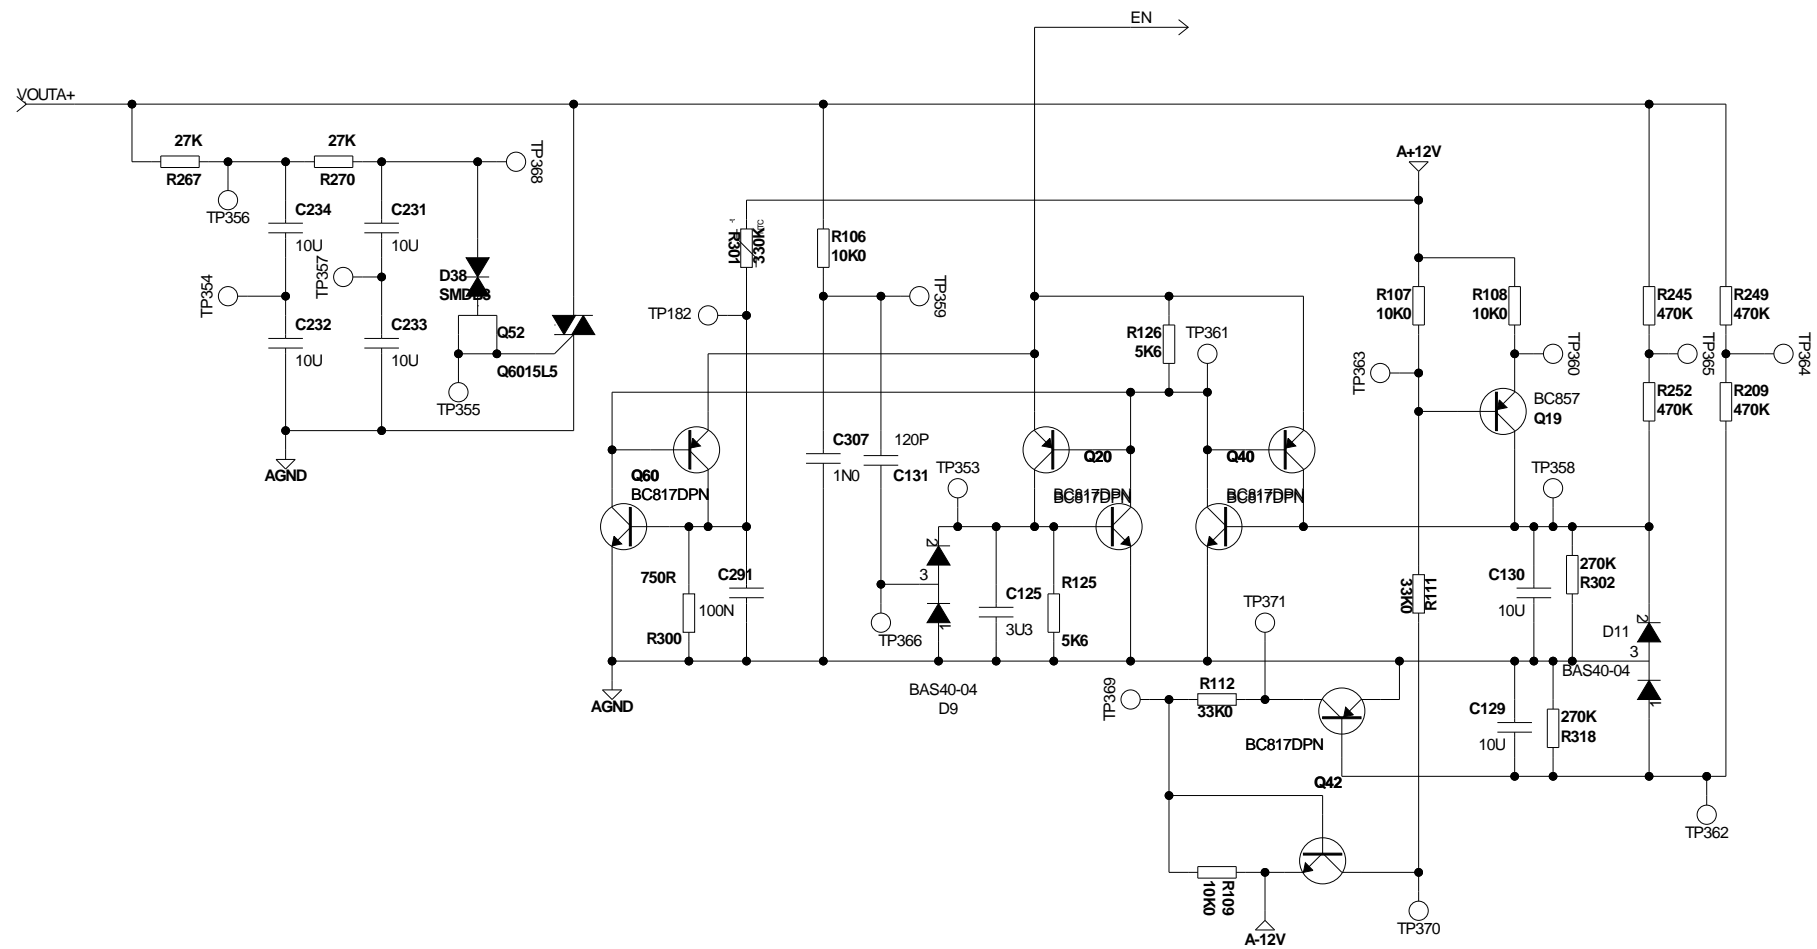 EN
VOUTA+
27K
R267
27K
R270
TP368
TP356
C234
10U
C231
10U
TP354
TP357
D38
SMDB3
C232
10U
C233
10U
Q52
Q6015L5
TP355
AGND
R301
330K
R106
10K0
TP182
TP359
A+12V
R107
10K0
R108
10K0
R245
470K
R249
470K
R126
5K6
TP361
TP363
TP360
TP365
TP364
R252
470K
R209
470K
BC857
Q19
C307
1N0
120P
C131
Q60
BC817DPN
Q20
BC817DPN
Q40
BC817DPN
TP353
TP358
750R
R300
C291
100N
2
3
1
TP366
C125
3U3
R125
5K6
TP371
33K0
R111
C130
10U
270K
R302
D11
2
3
1
BAS40-04
AGND
BAS40-04
D9
TP369
R112
33K0
BC817DPN
Q42
C129
10U
270K
R318
TP362
R109
10K0
A-12V
TP370